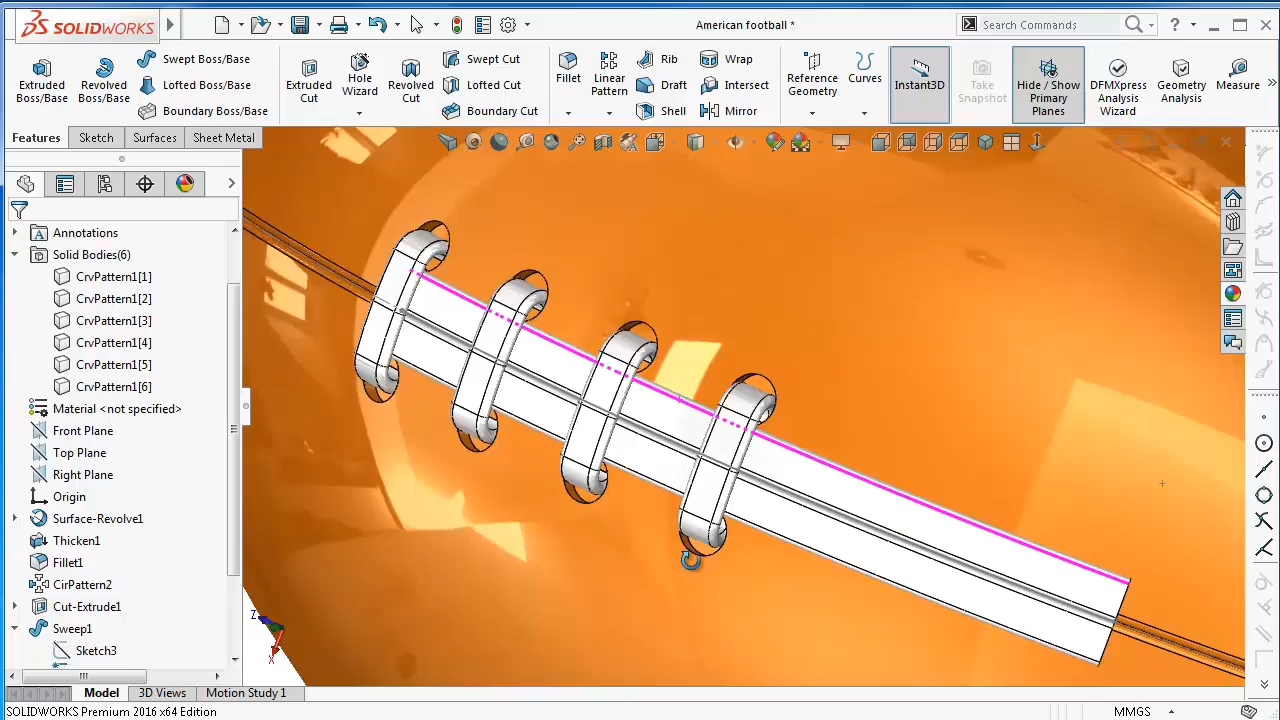 SOLIDWORKS
American football *
Search Commands
Extruded Boss/Base
Revolved Boss/Base
Swept Boss/Base
Lofted Boss/Base
Boundary Boss/Base
Extruded Cut
Hole Wizard
Revolved Cut
Swept Cut
Lofted Cut
Boundary Cut
Fillet
Linear Pattern
Rib
Draft
Shell
Wrap
Intersect
Mirror
Reference Geometry
Curves
Instant3D
Take Snapshot
Hide / Show Primary Planes
DFMXpress Analysis Wizard
Geometry Analysis
Measure
Features
Sketch
Surfaces
Sheet Metal
Annotations
Solid Bodies(6)
CrvPattern1[1]
CrvPattern1[2]
CrvPattern1[3]
CrvPattern1[4]
CrvPattern1[5]
CrvPattern1[6]
Material <not specified>
Front Plane
Top Plane
Right Plane
Origin
Surface-Revolve1
Thicken1
Fillet1
CirPattern2
Cut-Extrude1
Sweep1
Sketch3
Z
X
Model
3D Views
Motion Study 1
SOLIDWORKS Premium 2016 x64 Edition
MMGS